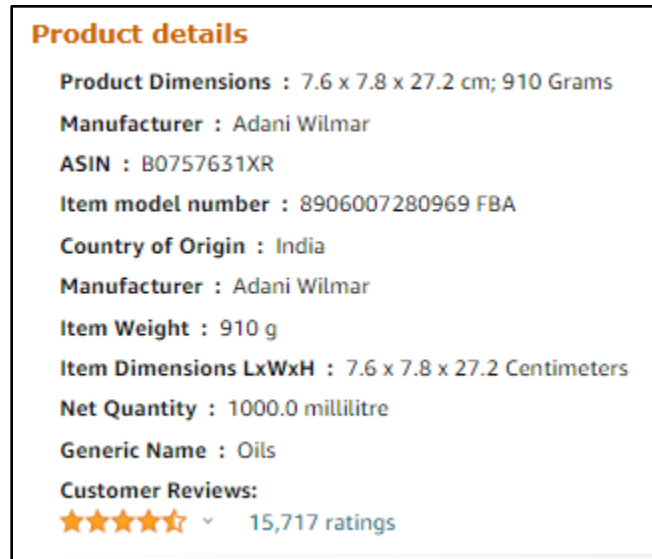 Product details
Product Dimensions : 7.6 x 7.8 x 27.2 cm; 910 Grams
Manufacturer : Adani Wilmar
ASIN : B0757631XR
Item model number : 8906007280969 FBA
Country of Origin : India
Manufacturer : Adani Wilmar
Item Weight : 910 g
Item Dimensions LxWxH : 7.6 x 7.8 x 27.2 Centimeters
Net Quantity : 1000.0 millilitre
Generic Name : Oils
Customer Reviews:
15,717 ratings